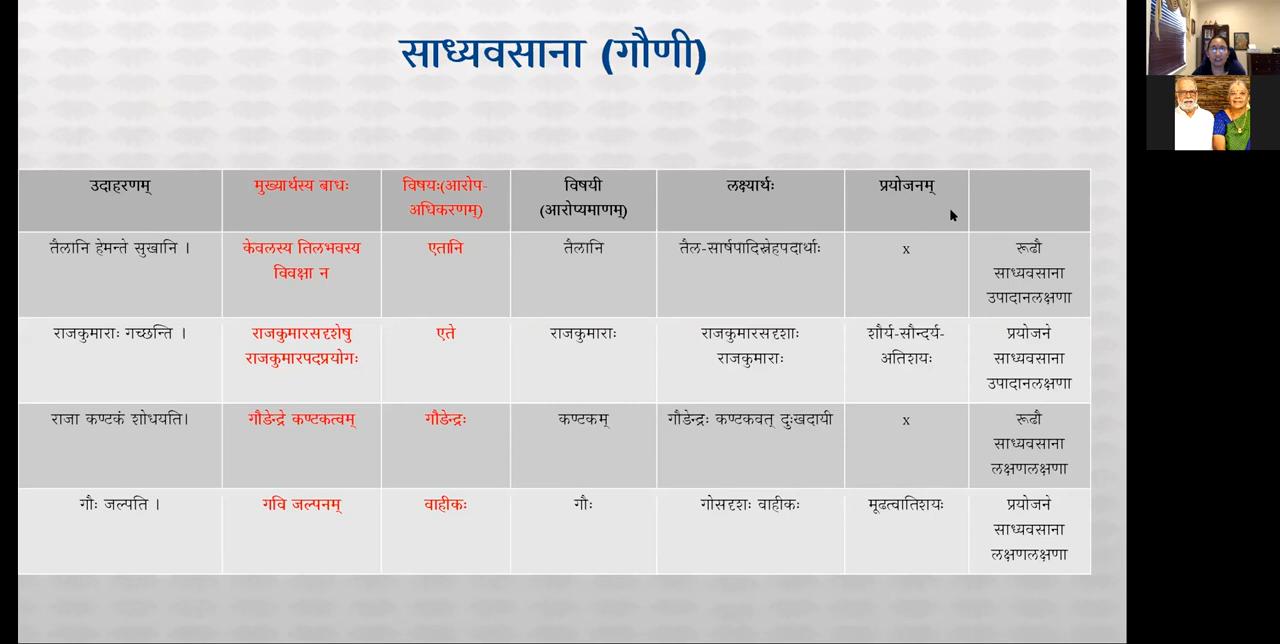 साध्यवसाना (गौणी)
उदाहरणम् मुख्यार्थस्य बाधः विषयः(आरोप- विषयी लक्ष्यार्थः प्रयोजनम्
अधिकरणम्) (आरोप्यमाणम्)
तैलानि हेमन्ते सुखानि । केवलस्य तिलभवस्य एतानि तैलानि तैल-सार्षपादिस्नेहपदार्थाः x रूढौ
विवक्षा न साध्यवसाना
उपादानलक्षणा
राजकुमाराः गच्छन्ति । राजकुमारसदृशेषु एते राजकुमाराः राजकुमारसदृशाः शौर्य-सौन्दर्य- प्रयोजने
राजकुमारपदप्रयोगः राजकुमाराः अतिशयः साध्यवसाना
उपादानलक्षणा
राजा कण्टकं शोधयति। गौडेन्द्रे कण्टकत्वम् गौडेन्द्रः कण्टकम् गौडेन्द्रः कण्टकवत् दुःखदायी x रूढौ
साध्यवसाना
लक्षणलक्षणा
गौः जल्पति । गवि जल्पनम् वाहीकः गौः गोसदृशः वाहीकः मूढत्वातिशयः प्रयोजने
साध्यवसाना
लक्षणलक्षणा